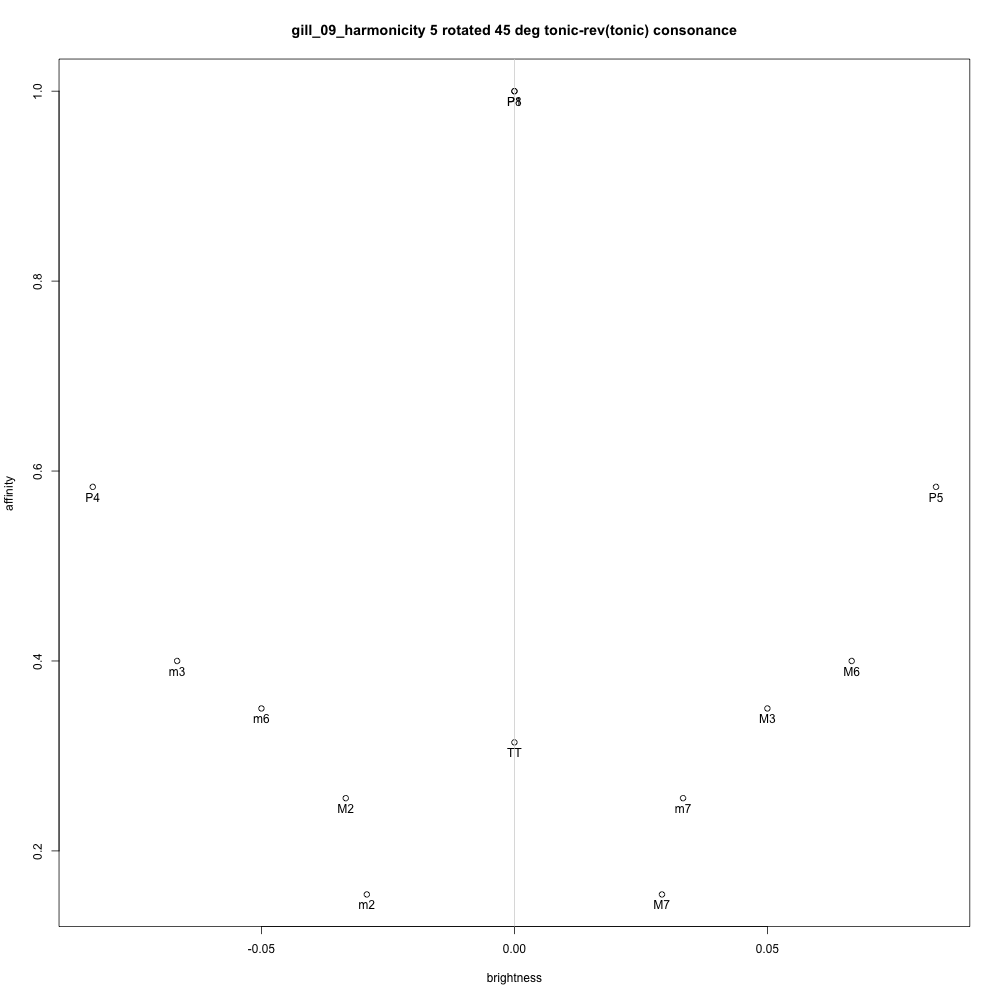 gill_09_harmonicity 5 rotated 45 deg tonic-rev(tonic) consonance
1.0
P1
P8
0.8
affinity
0.6
P4
P5
0.4
m3
M6
m6
M3
TT
M2
m7
0.2
m2
M7
-0.05
0.00
0.05
brightness